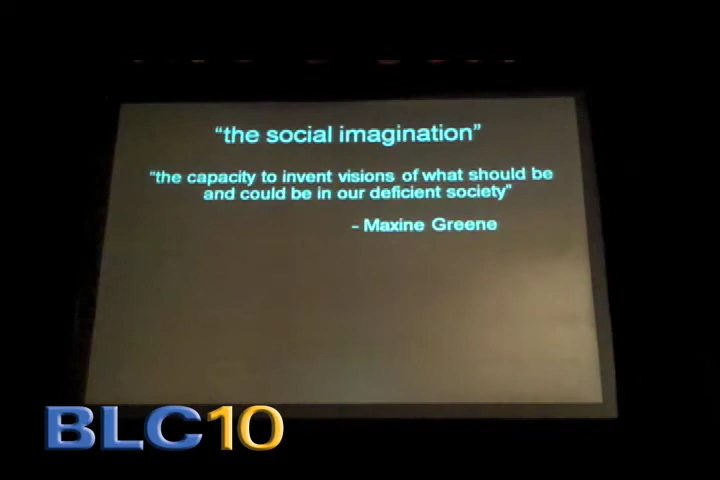 “the social imagination”
“the capacity to invent visions of what should be
and could be in our deficient society”
- Maxine Greene
BLC10